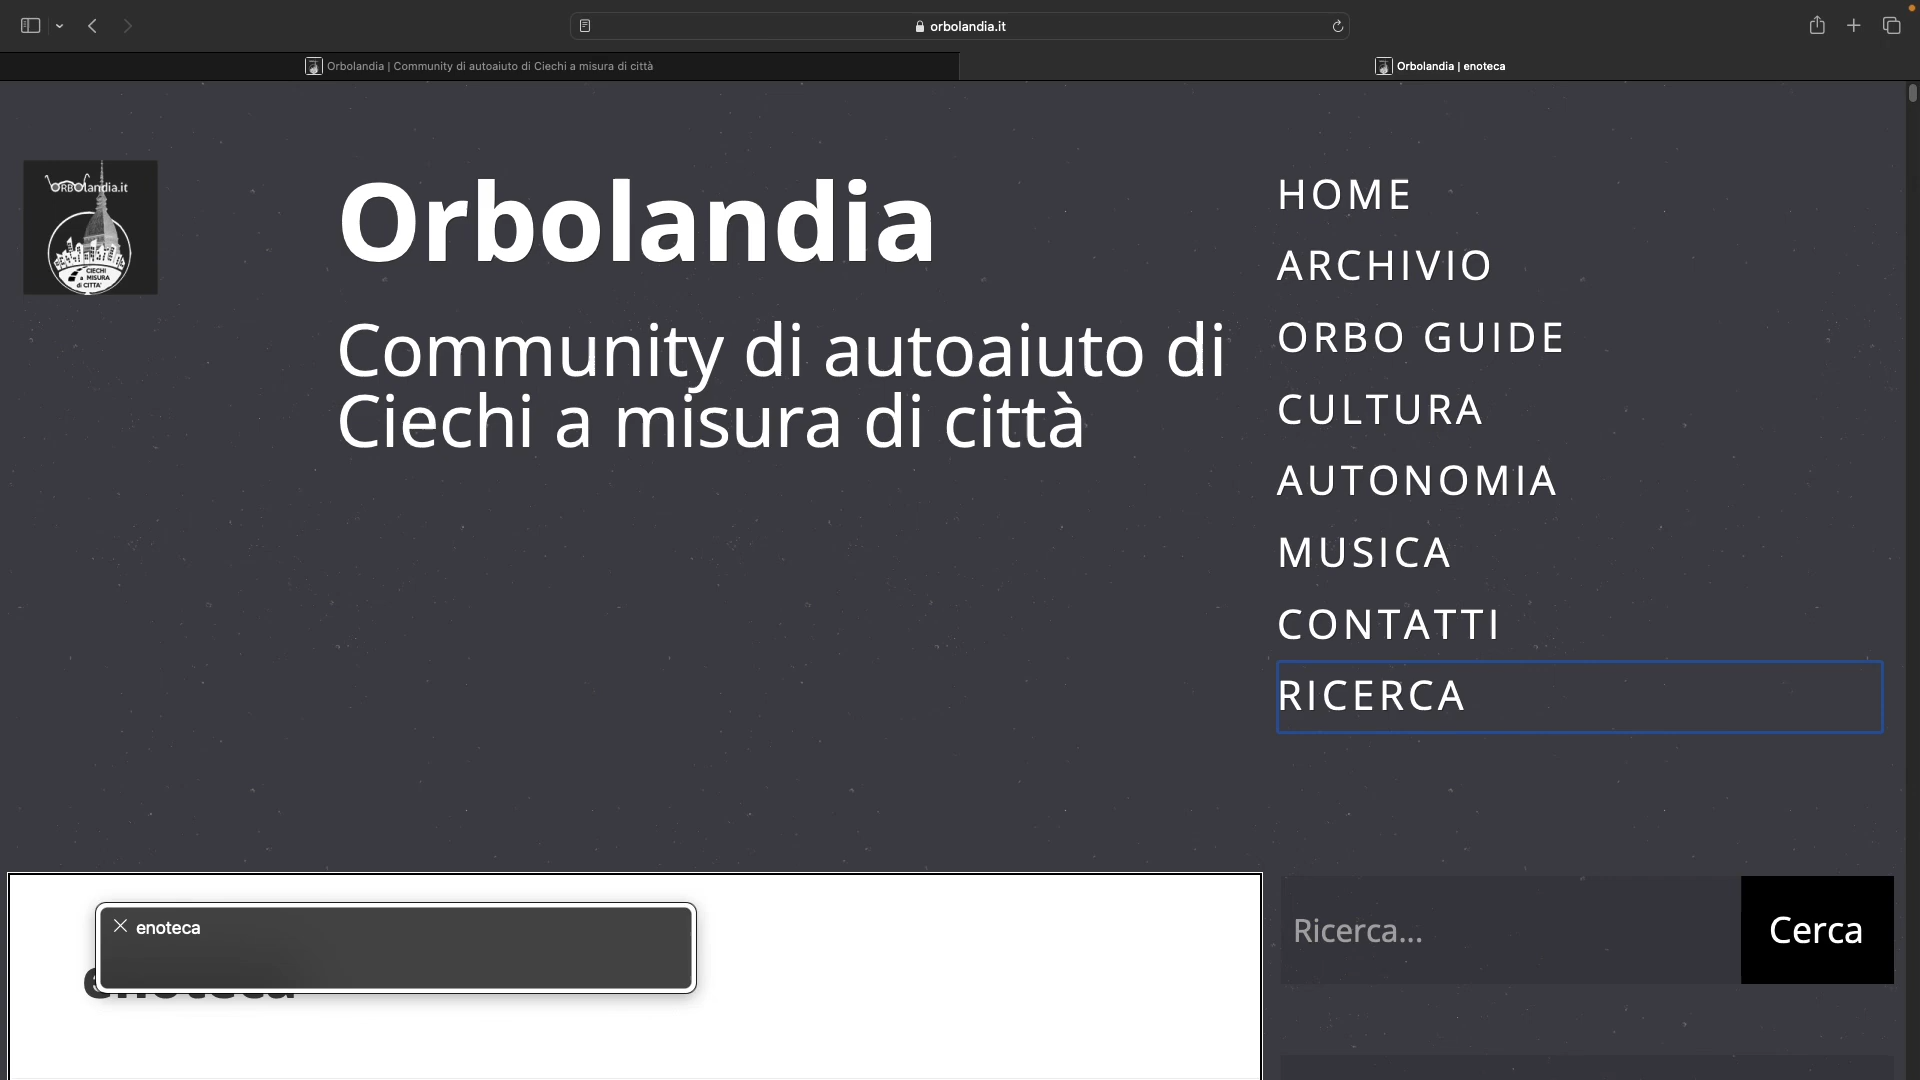 orbolandia.it
Orbolandia | Community di autoaiuto di Ciechi a misura di città
Orbolandia | enoteca
ORBOlandia.it
CIECHI
a MISURA
di CITTA'
Orbolandia
Community di autoaiuto di
Ciechi a misura di città
HOME
ARCHIVIO
ORBO GUIDE
CULTURA
AUTONOMIA
MUSICA
CONTATTI
RICERCA
enoteca
enoteca
Ricerca...
Cerca